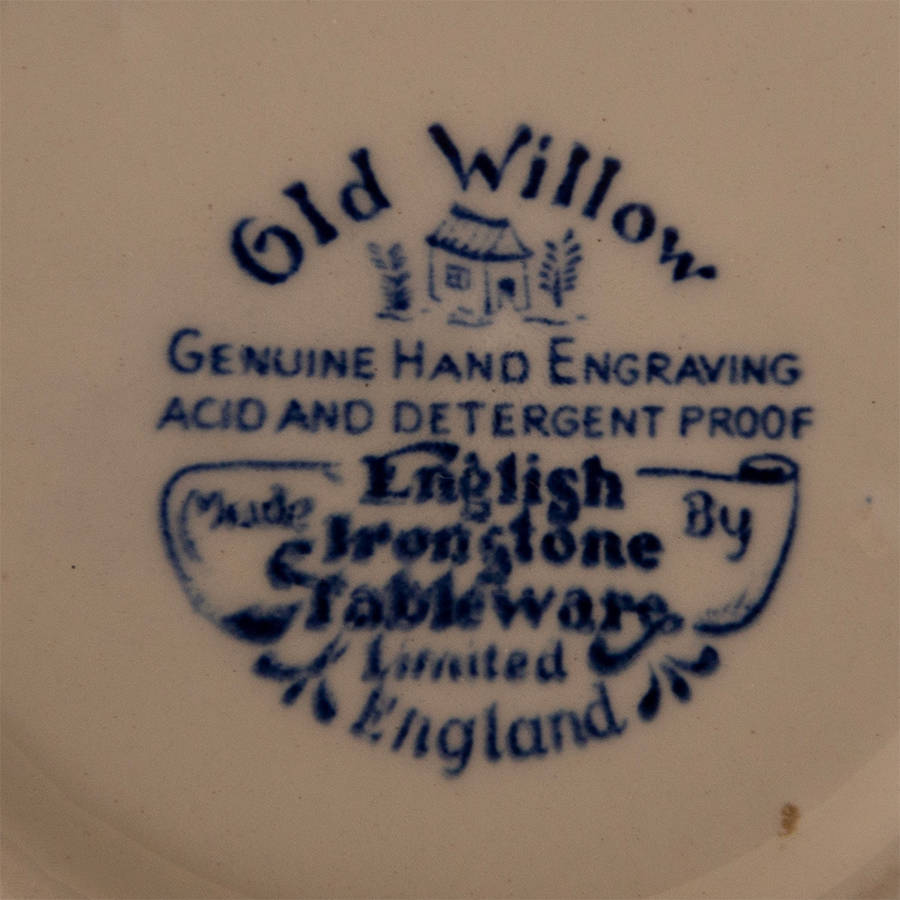 Old Willow
GENUINE HAND ENGRAVING
ACID AND DETERGENT PROOF
Made English By
Ironstone
Tableware
Limited
England